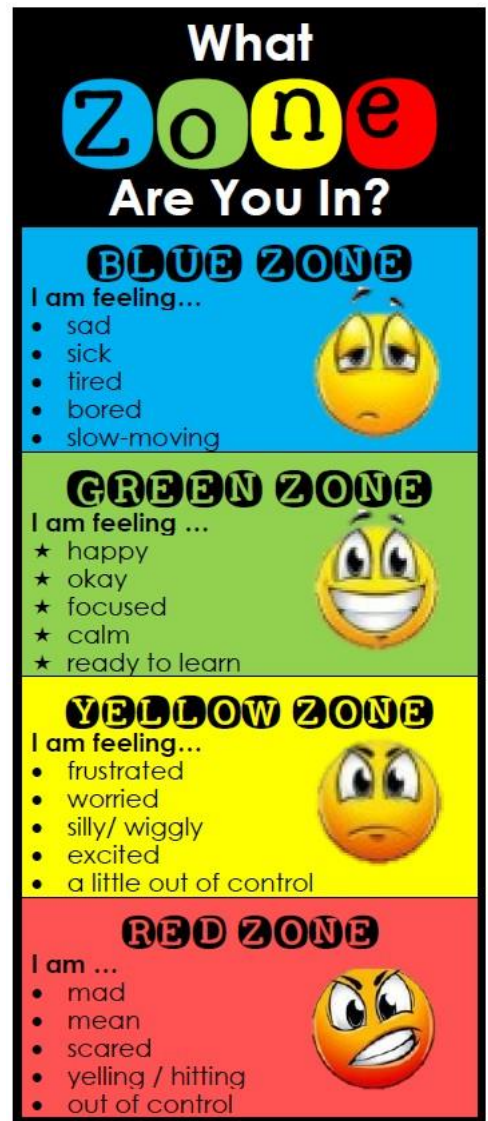 What
Zone
Are You In?
BLUE ZONE
I am feeling...
• sad
• sick
• tired
• bored
• slow-moving
GREEN ZONE
I am feeling ...
★ happy
★ okay
★ focused
★ calm
★ ready to learn
YELLOW ZONE
I am feeling...
• frustrated
• worried
• silly/ wiggly
• excited
• a little out of control
RED ZONE
I am ...
• mad
• mean
• scared
• yelling / hitting
• out of control